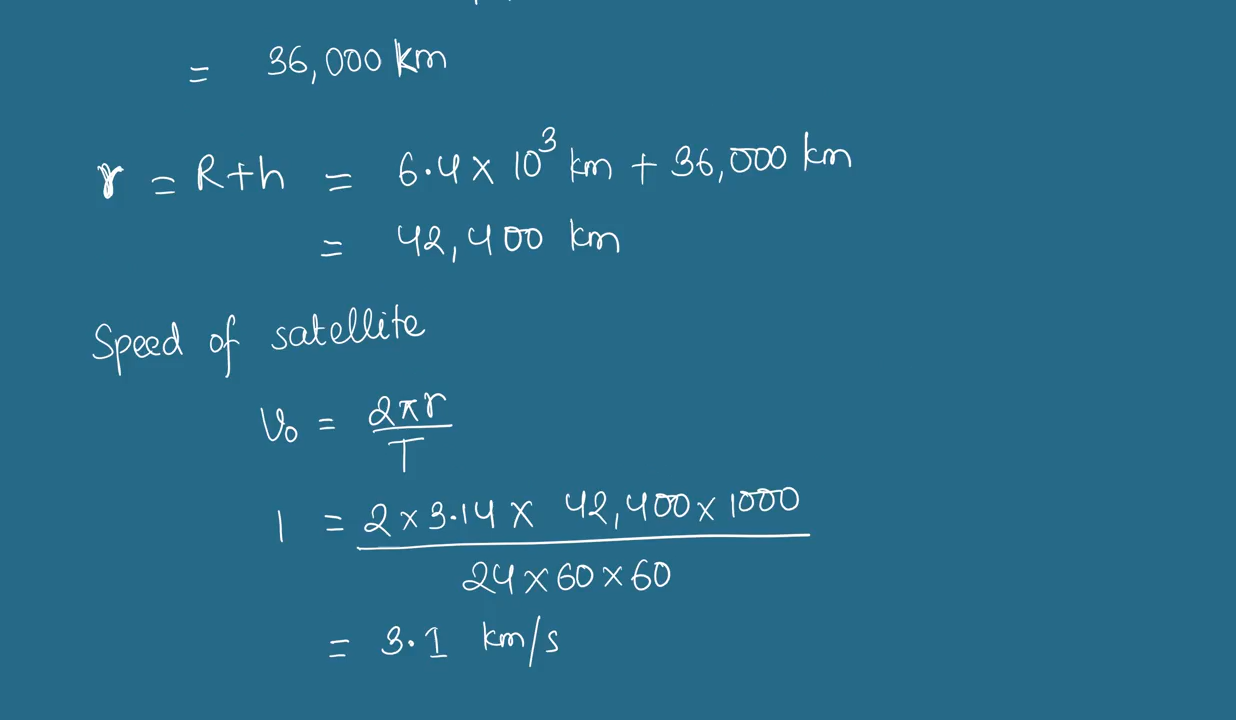 = 36,000 km
r = R+h = 6.4 × 10³ km + 36,000 km
= 42,400 km
Speed of satellite
V₀ = 2πr / T
1 = 2 × 3.14 × 42,400 × 1000 / 24 × 60 × 60
= 3.1 km/s